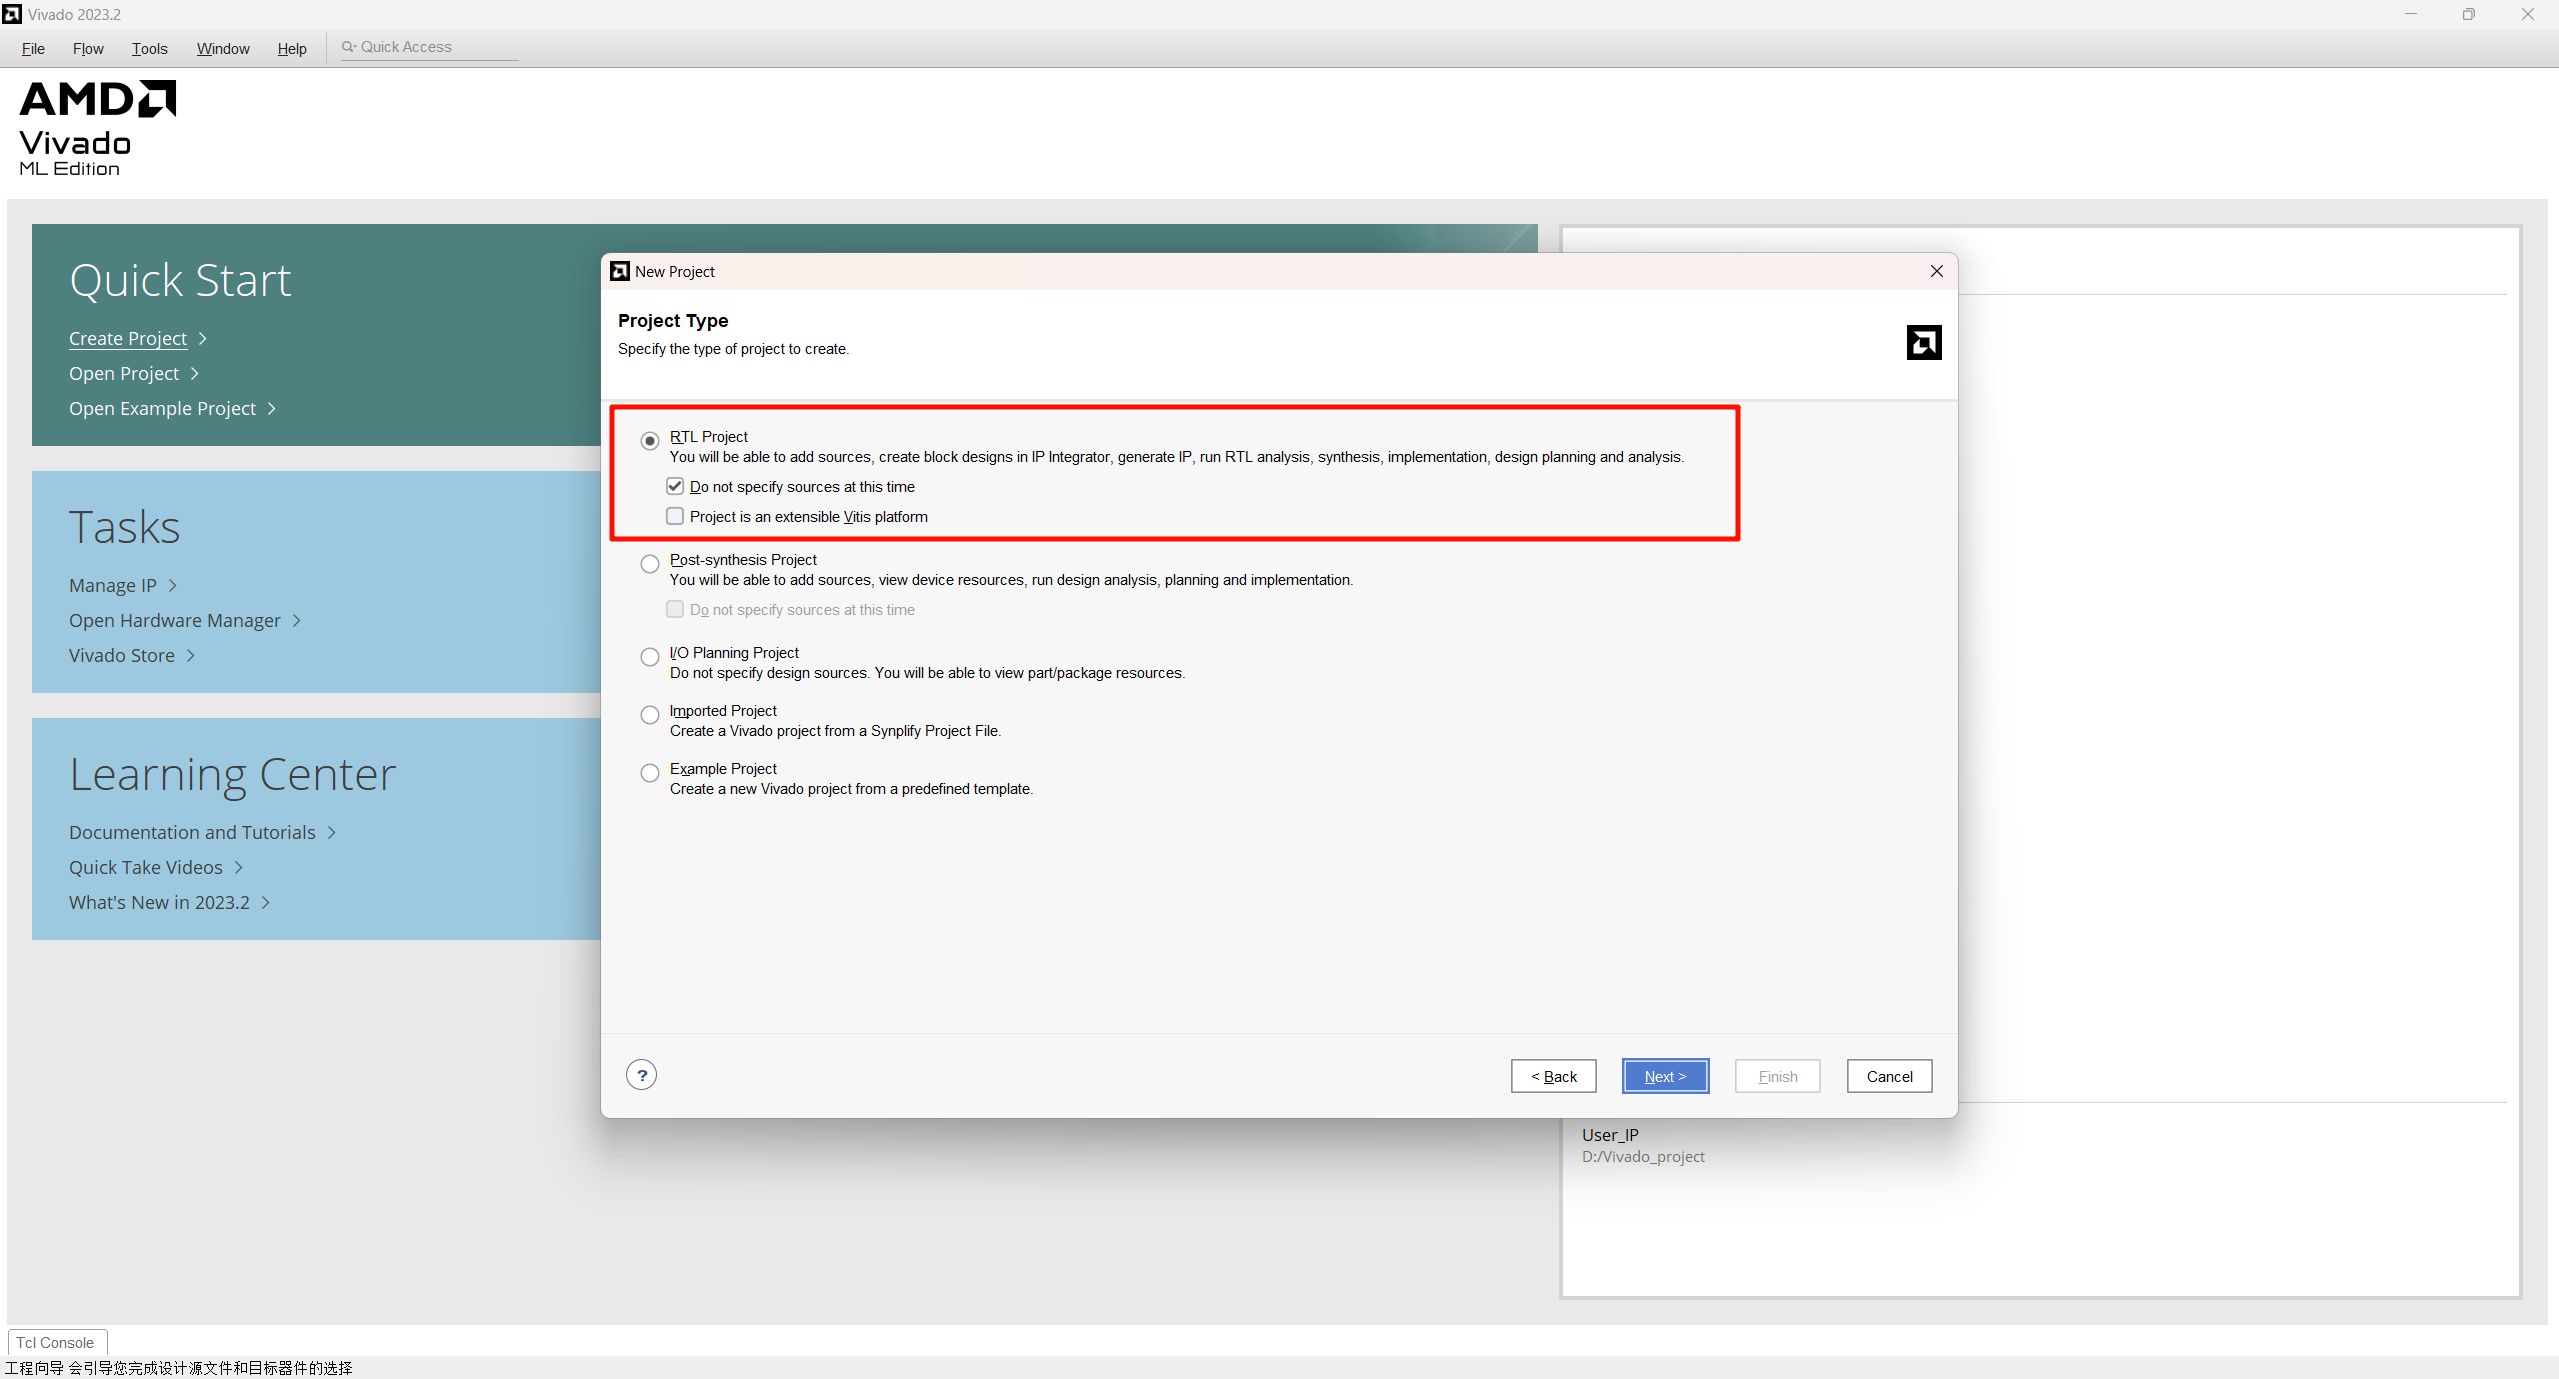 Vivado 2023.2
File Flow Tools Window Help Quick Access
AMD
Vivado
ML Edition
Quick Start
Create Project
Open Project
Open Example Project
Tasks
Manage IP
Open Hardware Manager
Vivado Store
Learning Center
Documentation and Tutorials
Quick Take Videos
What's New in 2023.2
New Project
Project Type
Specify the type of project to create.
RTL Project
You will be able to add sources, create block designs in IP Integrator, generate IP, run RTL analysis, synthesis, implementation, design planning and analysis.
Do not specify sources at this time
Project is an extensible Vitis platform
Post-synthesis Project
You will be able to add sources, view device resources, run design analysis, planning and implementation.
Do not specify sources at this time
I/O Planning Project
Do not specify design sources. You will be able to view part/package resources.
Imported Project
Create a Vivado project from a Synplify Project File.
Example Project
Create a new Vivado project from a predefined template.
? < Back Next > Finish Cancel
User_IP
D:/Vivado_project
Tcl Console
工程向导 会引导您完成设计源文件和目标器件的选择